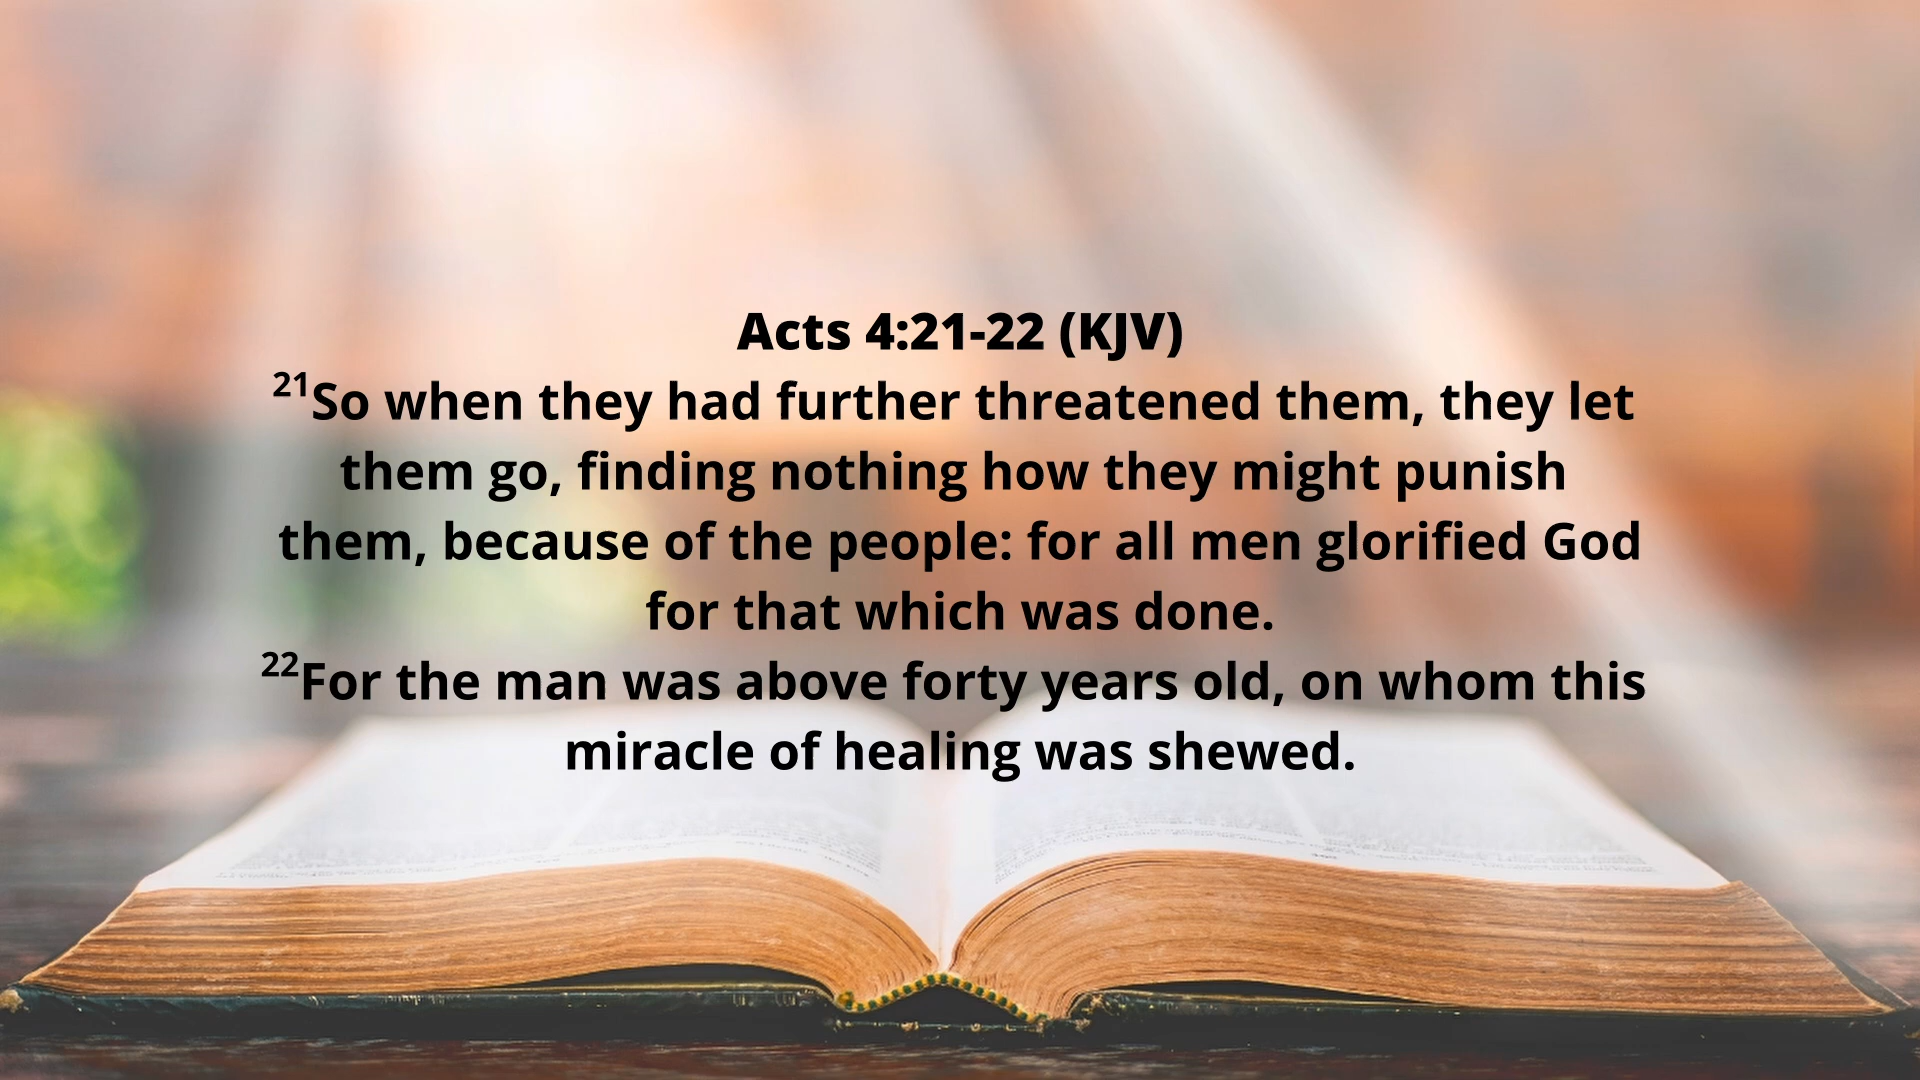 Acts 4:21-22 (KJV)
21So when they had further threatened them, they let
them go, finding nothing how they might punish
them, because of the people: for all men glorified God
for that which was done.
22For the man was above forty years old, on whom this
miracle of healing was shewed.